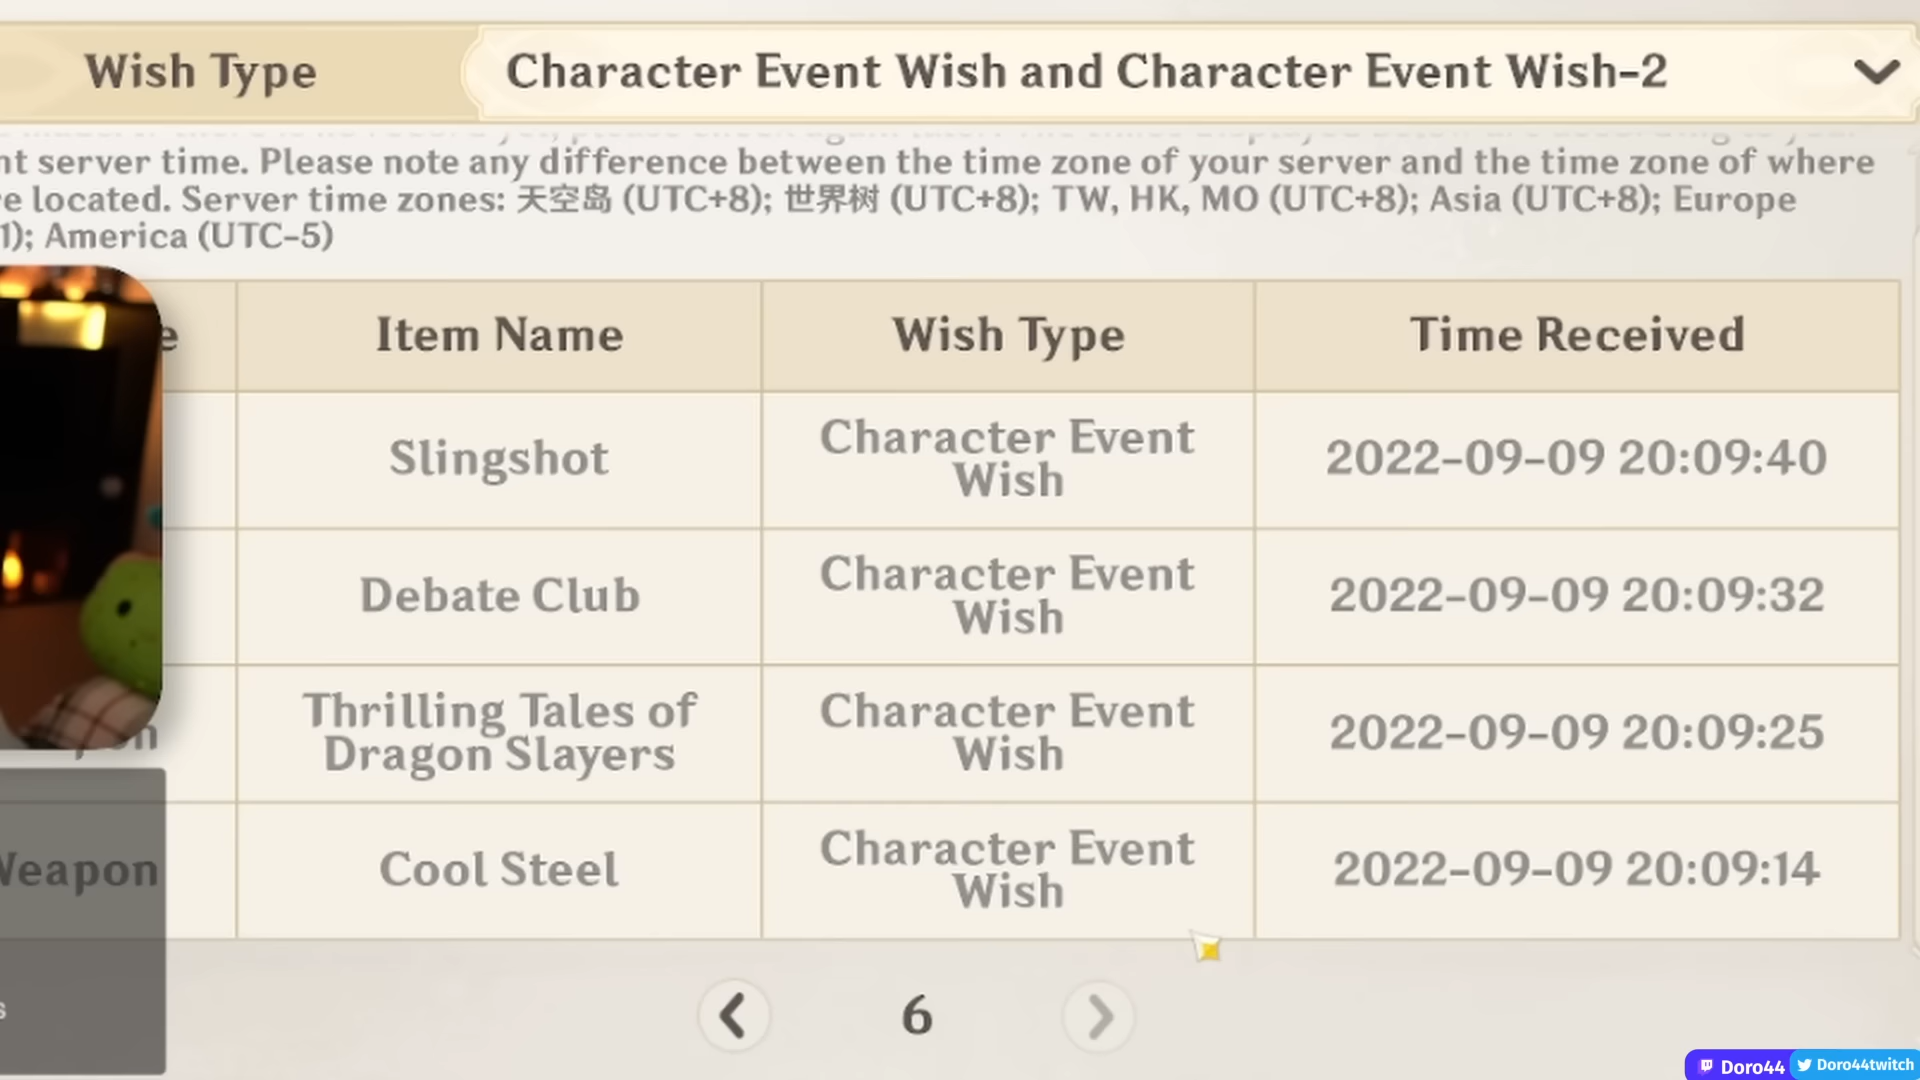 Wish Type
Character Event Wish and Character Event Wish-2
nt server time. Please note any difference between the time zone of your server and the time zone of where
e located. Server time zones: 天空岛 (UTC+8); 世界树 (UTC+8); TW, HK, MO (UTC+8); Asia (UTC+8); Europe
1); America (UTC-5)
e Item Name Wish Type Time Received
Slingshot
Character Event
Wish
2022-09-09 20:09:40
Debate Club
Character Event
Wish
2022-09-09 20:09:32
Thrilling Tales of
Dragon Slayers
Character Event
Wish
2022-09-09 20:09:25
Weapon
Cool Steel
Character Event
Wish
2022-09-09 20:09:14
s
6
Doro44
Doro44twitch